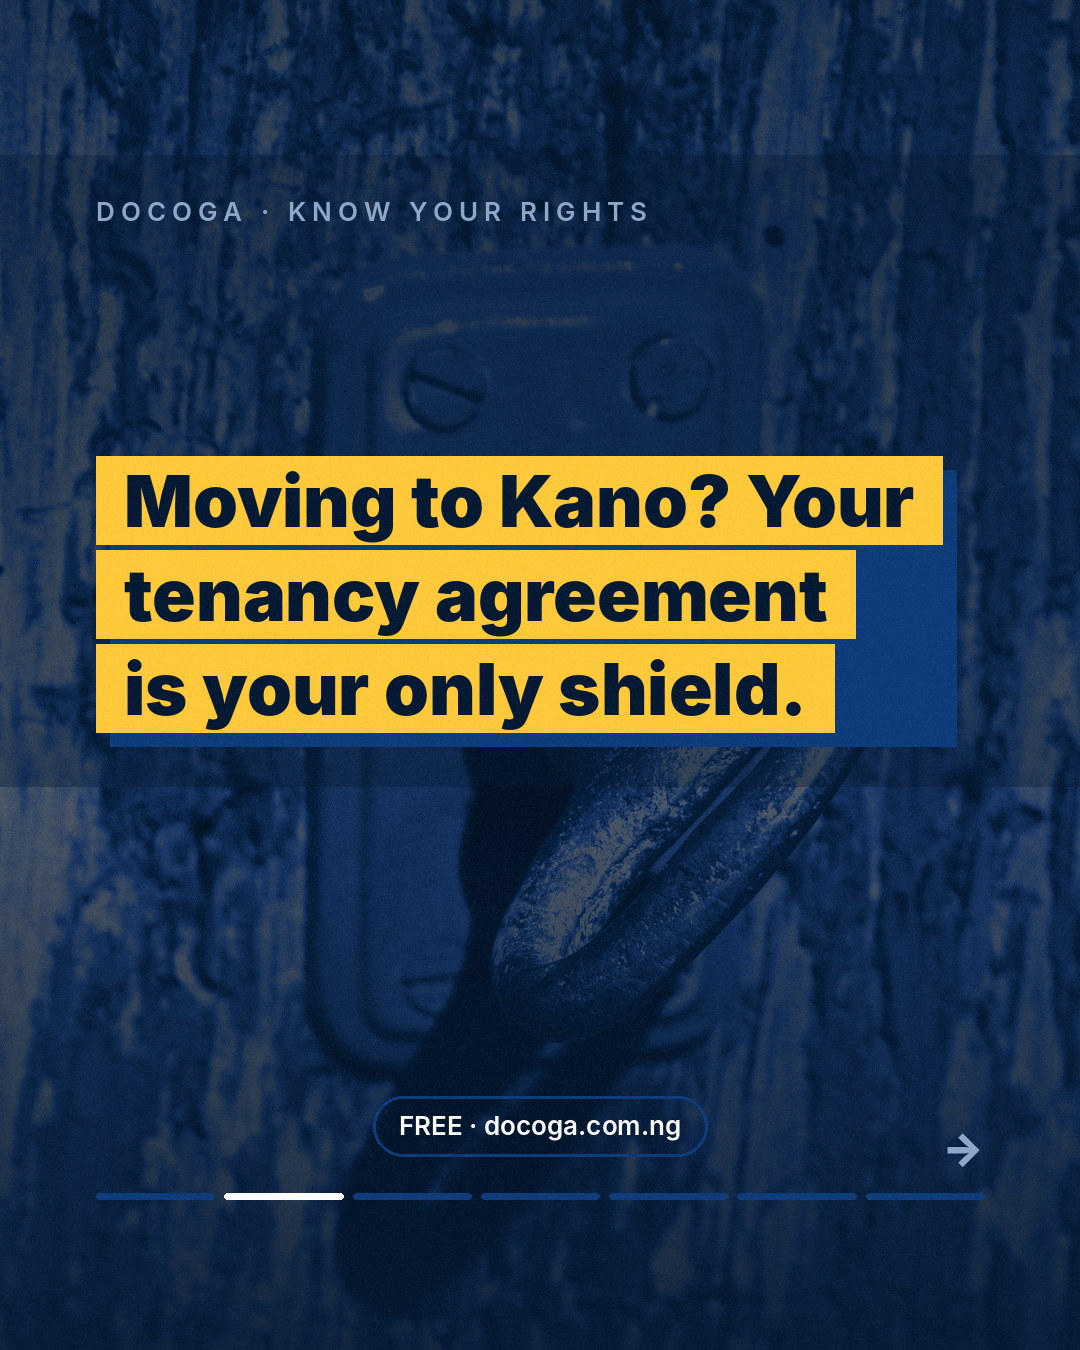 DOCOGA · KNOW YOUR RIGHTS
Moving to Kano? Your
tenancy agreement
is your only shield.
FREE · docoga.com.ng
→